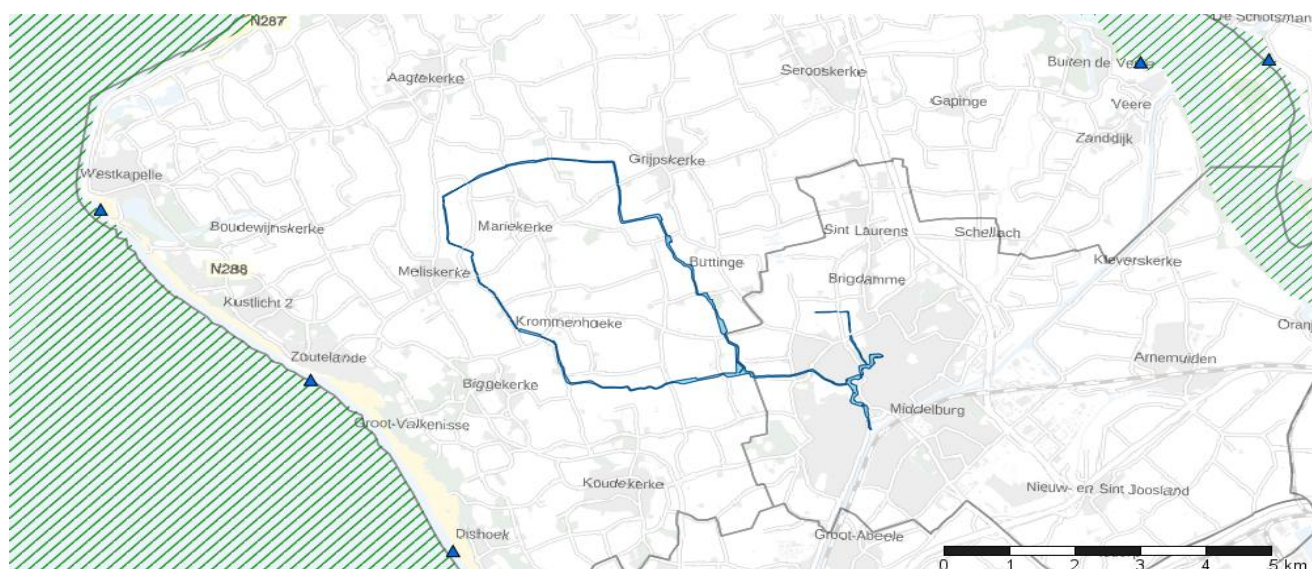 N287
De Schotsman
Aagtekerke
Serooskerke
Buiten de Veste
Gapinge
Veere
Zanddijk
Grijpskerke
Westkapelle
Boudewijnskerke
Mariekerke
Sint Laurens
Schellach
N288
Meliskerke
Buttinge
Kleverskerke
Brigdamme
Kustlicht 2
Krommenhoeke
Oranj
Zoutelande
Arnemuiden
Biggekerke
Middelburg
Groot-Valkenisse
Koudekerke
Nieuw- en Sint Joosland
Dishoek
Groot-Abeele
0 1 2 3 4 5 km